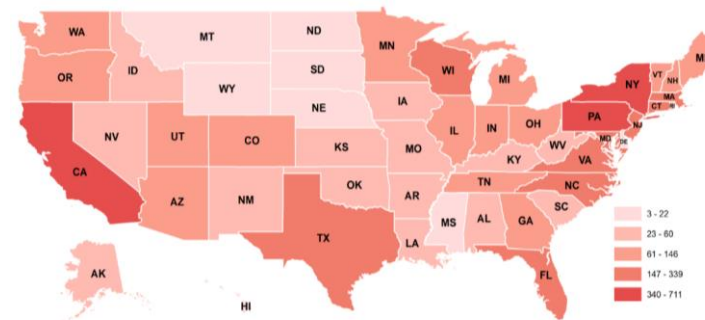 WA
MT
ND
MN
VT
NH
ME
OR
ID
SD
WI
MI
NY
MA
WY
CT
RI
NE
IA
PA
NJ
NV
UT
CO
IL
IN
OH
MD
DE
CA
KS
MO
WV
VA
KY
AZ
NM
OK
AR
TN
NC
SC
TX
MS
AL
GA
LA
FL
AK
HI
3 - 22
23 - 60
61 - 146
147 - 339
340 - 711